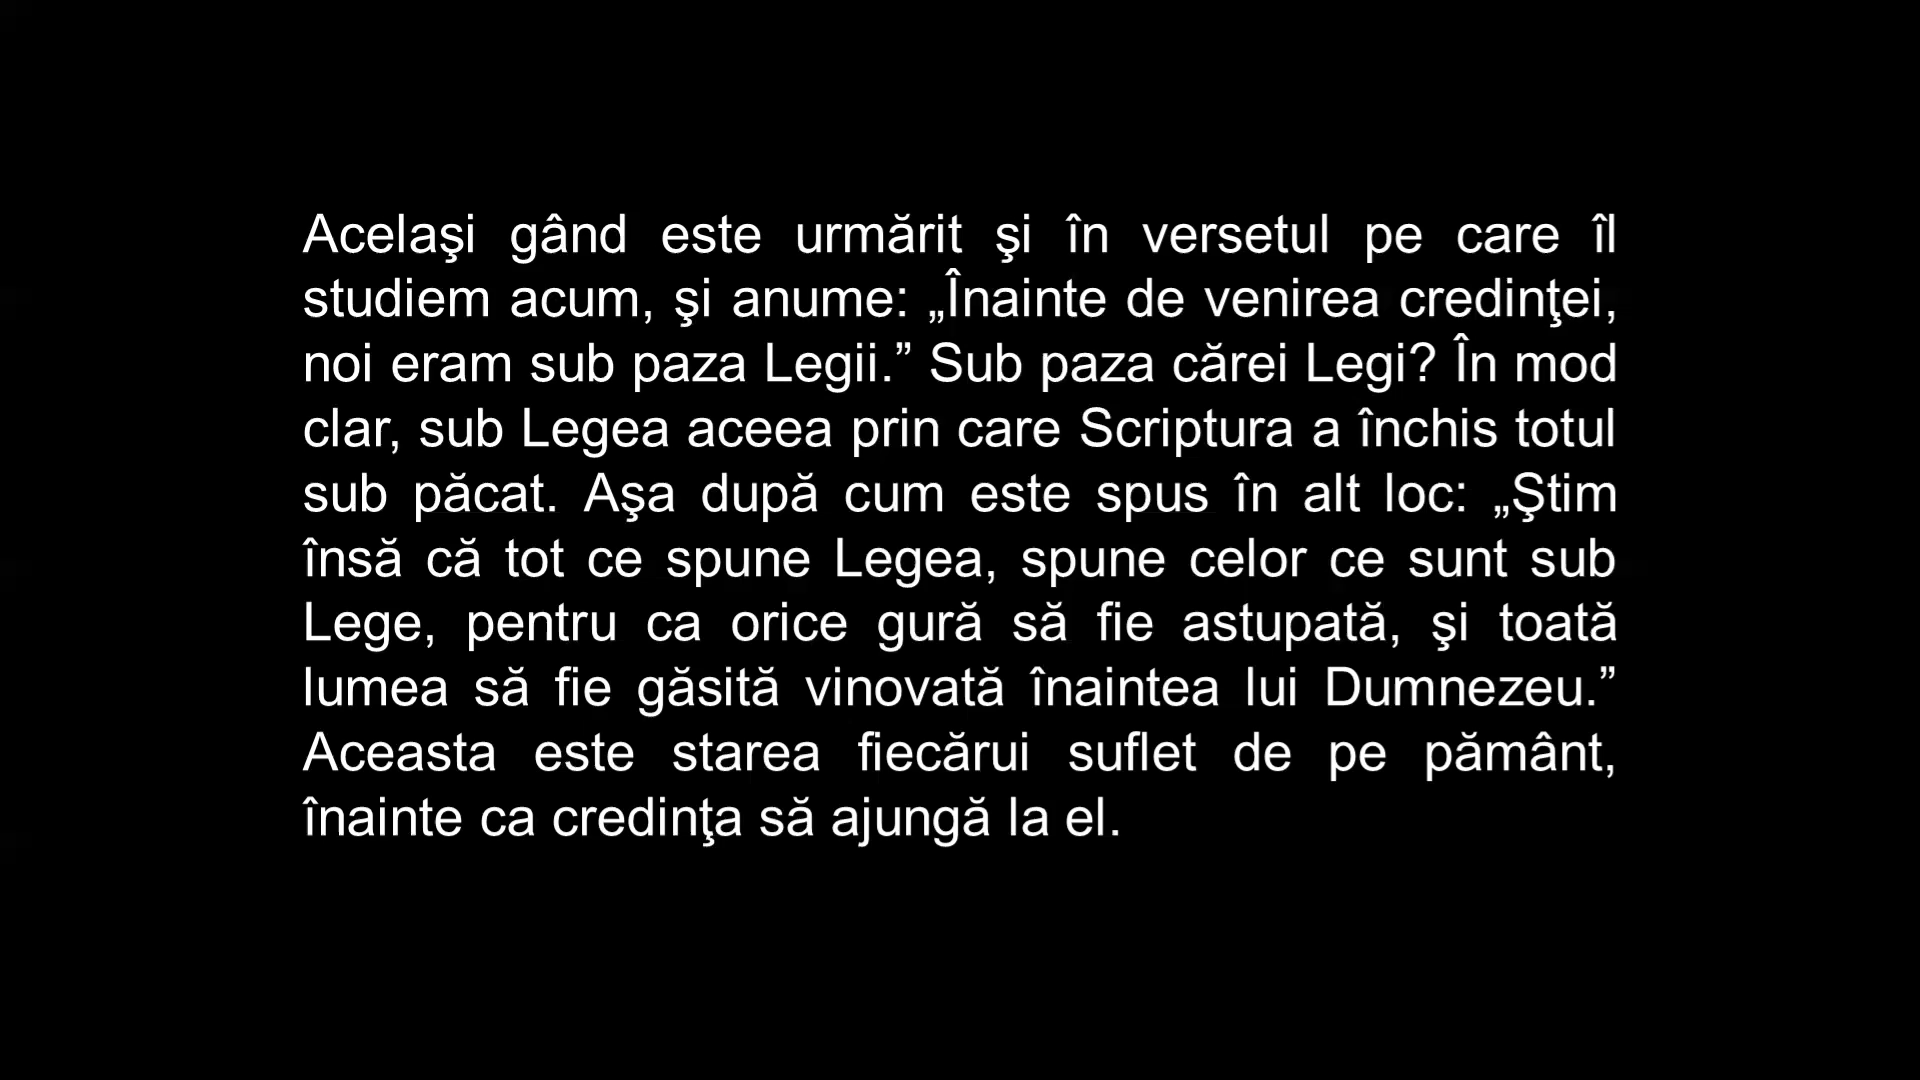 Acelaşi gând este urmărit şi în versetul pe care îl
studiem acum, şi anume: „Înainte de venirea credinţei,
noi eram sub paza Legii.” Sub paza cărei Legi? În mod
clar, sub Legea aceea prin care Scriptura a închis totul
sub păcat. Aşa după cum este spus în alt loc: „Ştim
însă că tot ce spune Legea, spune celor ce sunt sub
Lege, pentru ca orice gură să fie astupată, şi toată
lumea să fie găsită vinovată înaintea lui Dumnezeu.”
Aceasta este starea fiecărui suflet de pe pământ,
înainte ca credinţa să ajungă la el.